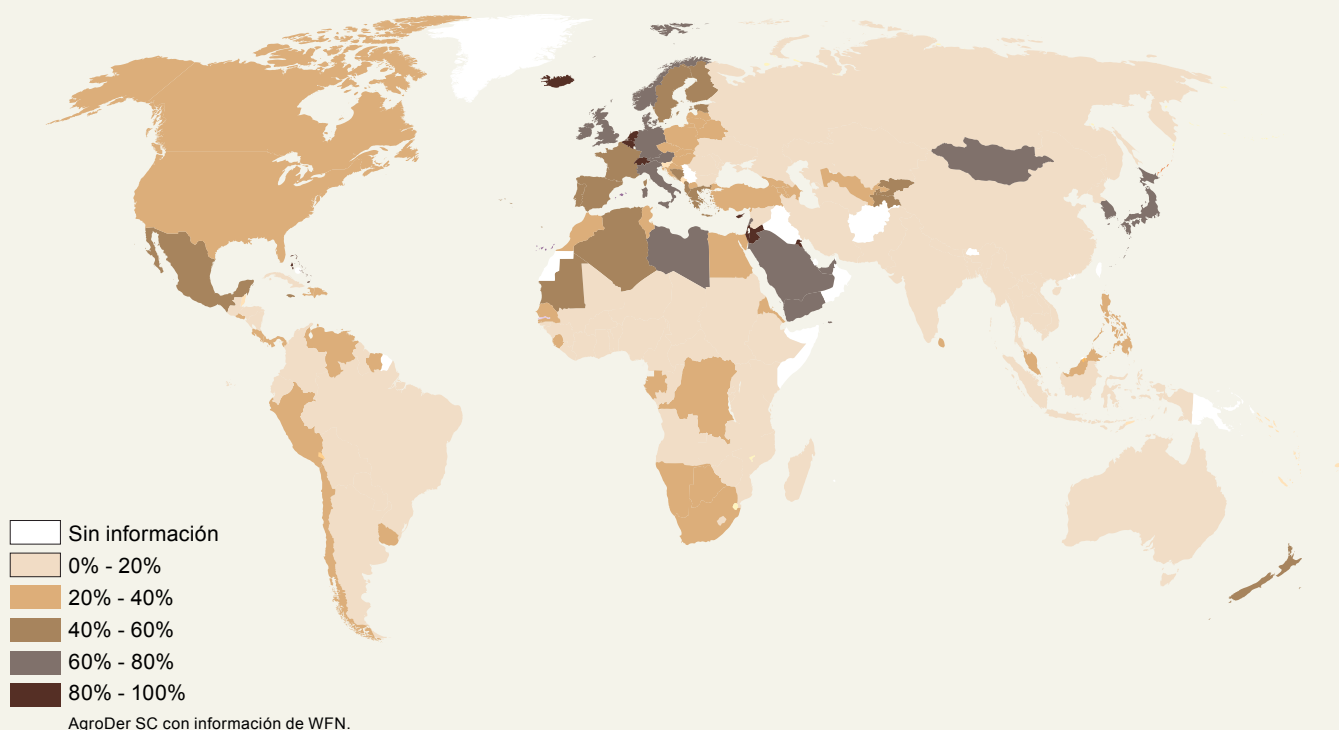 Sin información
0% - 20%
20% - 40%
40% - 60%
60% - 80%
80% - 100%
AgroDer SC con información de WFN.